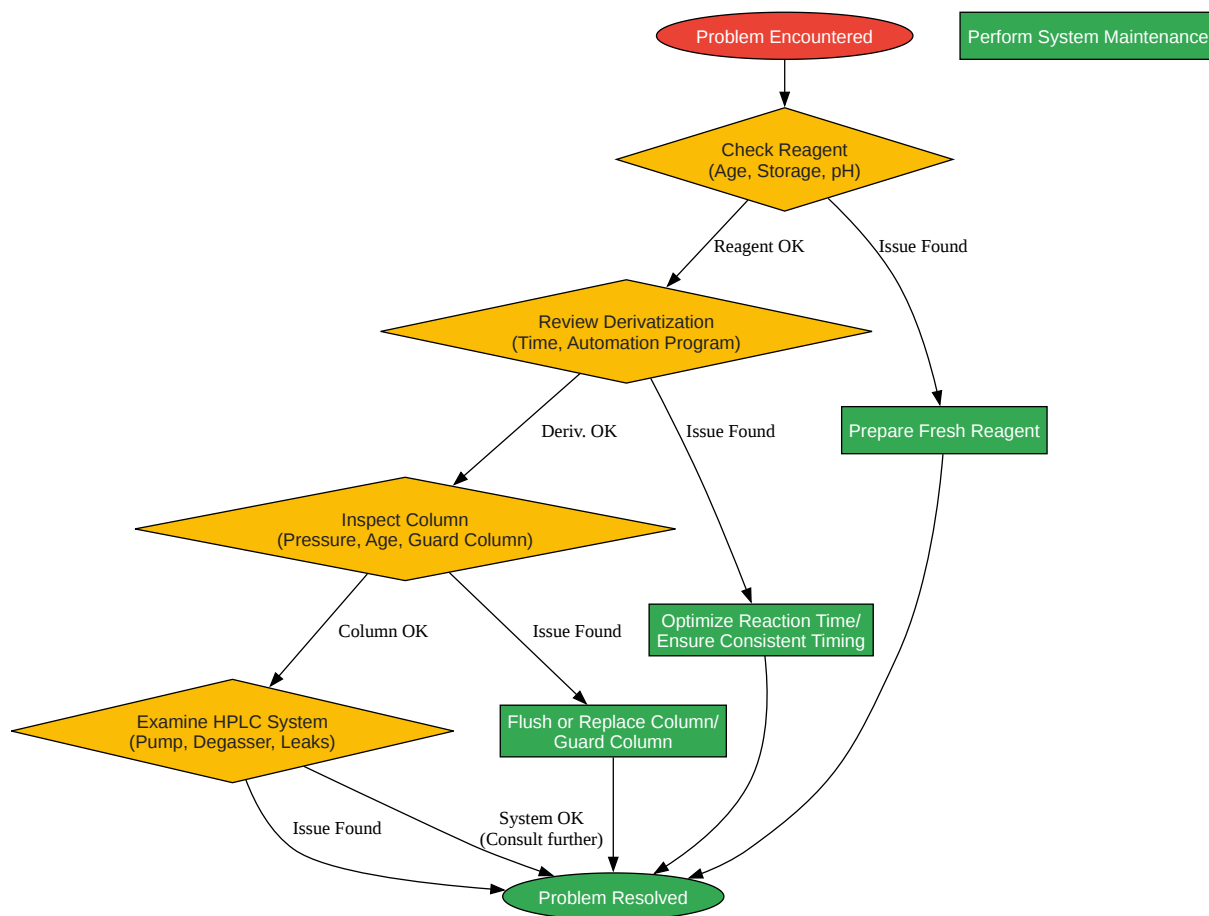 Problem Encountered
Perform System Maintenance
Check Reagent
(Age, Storage, pH)
Reagent OK
Issue Found
Review Derivatization
(Time, Automation Program)
Deriv. OK
Issue Found
Prepare Fresh Reagent
Inspect Column
(Pressure, Age, Guard Column)
Column OK
Issue Found
Optimize Reaction Time/
Ensure Consistent Timing
Examine HPLC System
(Pump, Degasser, Leaks)
Flush or Replace Column/
Guard Column
Issue Found
System OK
(Consult further)
Problem Resolved